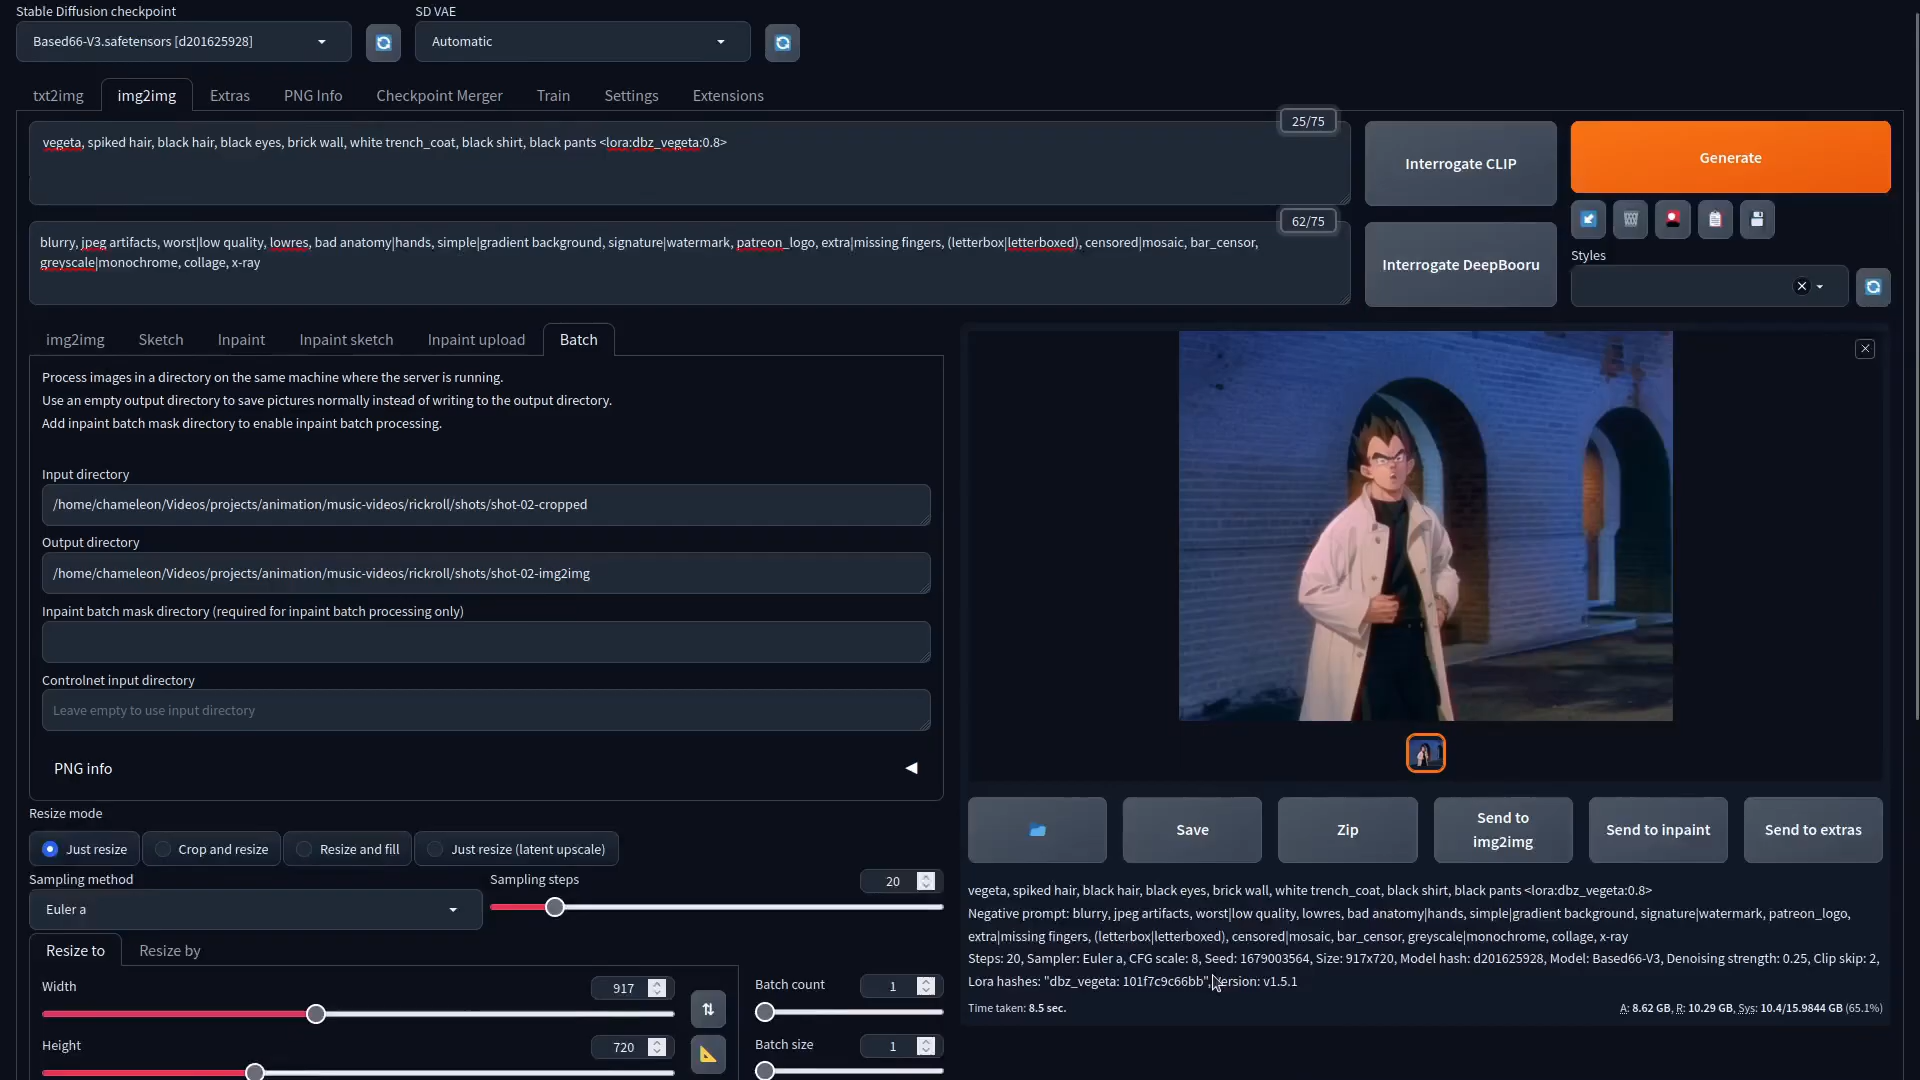 Stable Diffusion checkpoint
SD VAE
Based66-V3.safetensors [d201625928]
Automatic
txt2img
img2img
Extras
PNG Info
Checkpoint Merger
Train
Settings
Extensions
25/75
vegeta, spiked hair, black hair, black eyes, brick wall, white trench_coat, black shirt, black pants <lora:dbz_vegeta:0.8>
Interrogate CLIP
Generate
62/75
blurry, jpeg artifacts, worst|low quality, lowres, bad anatomy|hands, simple|gradient background, signature|watermark, patreon_logo, extra|missing fingers, (letterbox|letterboxed), censored|mosaic, bar_censor,
greyscale|monochrome, collage, x-ray
Interrogate DeepBooru
Styles
img2img
Sketch
Inpaint
Inpaint sketch
Inpaint upload
Batch
Process images in a directory on the same machine where the server is running.
Use an empty output directory to save pictures normally instead of writing to the output directory.
Add inpaint batch mask directory to enable inpaint batch processing.
Input directory
/home/chameleon/Videos/projects/animation/music-videos/rickroll/shots/shot-02-cropped
Output directory
/home/chameleon/Videos/projects/animation/music-videos/rickroll/shots/shot-02-img2img
Inpaint batch mask directory (required for inpaint batch processing only)
Controlnet input directory
Leave empty to use input directory
PNG info
Resize mode
Just resize
Crop and resize
Resize and fill
Just resize (latent upscale)
Sampling method
Euler a
Sampling steps
20
Resize to
Resize by
Width
917
Height
720
Batch count
1
Batch size
1
Save
Zip
Send to
img2img
Send to inpaint
Send to extras
vegeta, spiked hair, black hair, black eyes, brick wall, white trench_coat, black shirt, black pants <lora:dbz_vegeta:0.8>
Negative prompt: blurry, jpeg artifacts, worst|low quality, lowres, bad anatomy|hands, simple|gradient background, signature|watermark, patreon_logo,
extra|missing fingers, (letterbox|letterboxed), censored|mosaic, bar_censor, greyscale|monochrome, collage, x-ray
Steps: 20, Sampler: Euler a, CFG scale: 8, Seed: 1679003564, Size: 917x720, Model hash: d201625928, Model: Based66-V3, Denoising strength: 0.25, Clip skip: 2,
Lora hashes: "dbz_vegeta: 101f7c9c66bb", Version: v1.5.1
Time taken: 8.5 sec.
A: 8.62 GB, R: 10.29 GB, Sys: 10.4/15.9844 GB (65.1%)